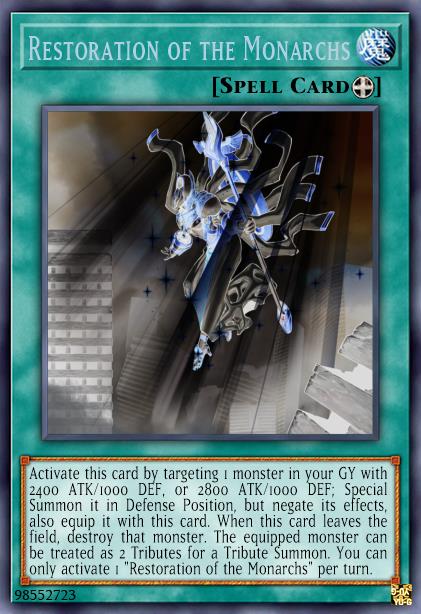 RESTORATION OF THE MONARCHS
[SPELL CARD]
Activate this card by targeting 1 monster in your GY with
2400 ATK/1000 DEF, or 2800 ATK/1000 DEF; Special
Summon it in Defense Position, but negate its effects,
also equip it with this card. When this card leaves the
field, destroy that monster. The equipped monster can
be treated as 2 Tributes for a Tribute Summon. You can
only activate 1 "Restoration of the Monarchs" per turn.
98552723